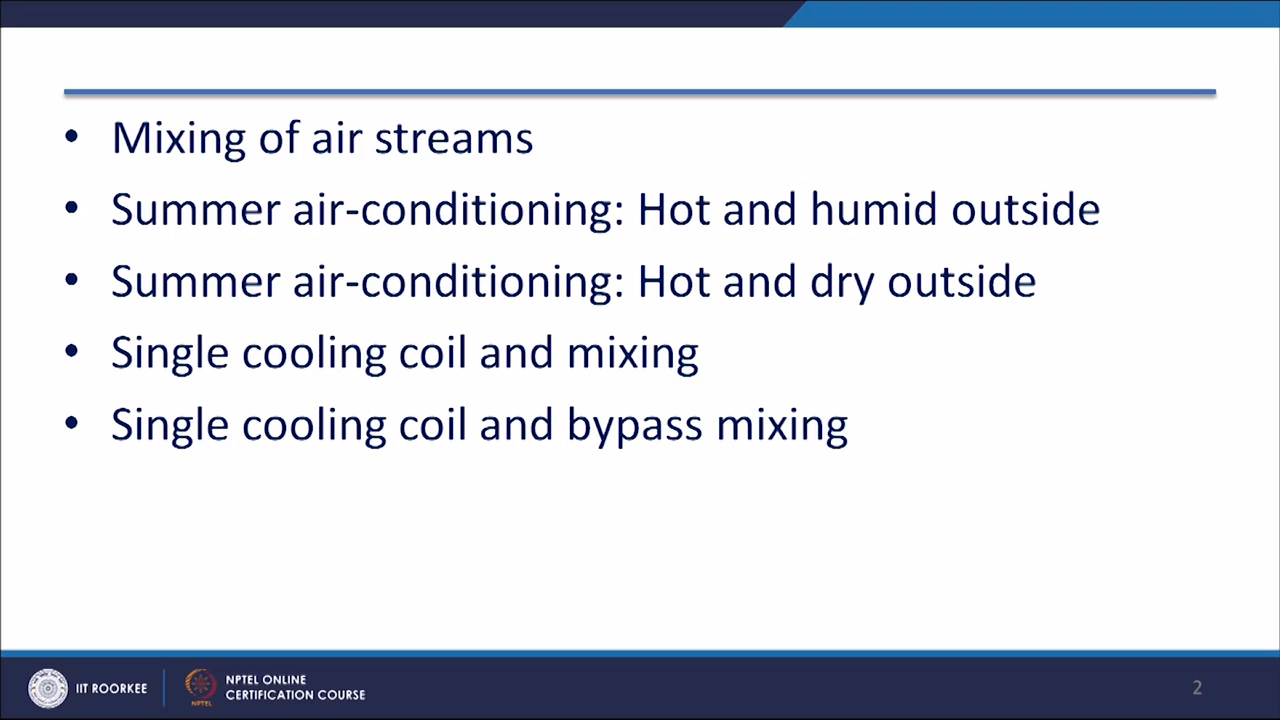 • Mixing of air streams
• Summer air-conditioning: Hot and humid outside
• Summer air-conditioning: Hot and dry outside
• Single cooling coil and mixing
• Single cooling coil and bypass mixing
IIT ROORKEE
NPTEL
NPTEL ONLINE
CERTIFICATION COURSE
2